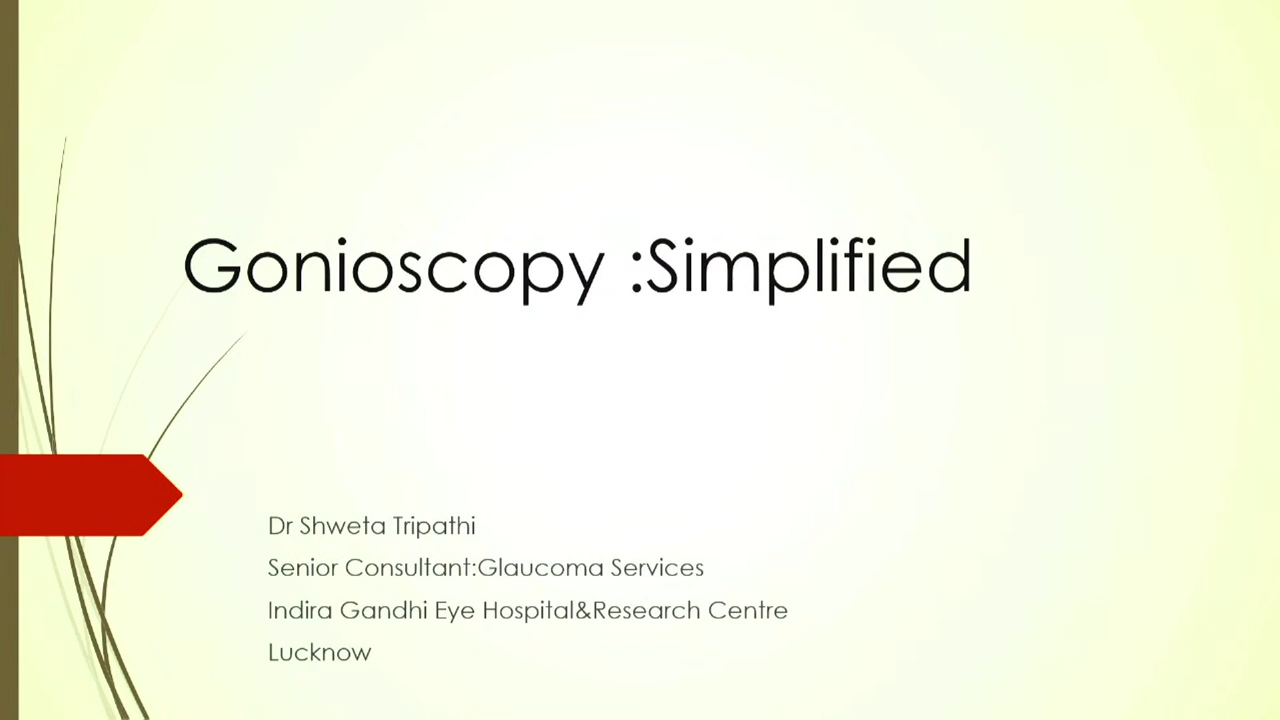 Gonioscopy :Simplified
Dr Shweta Tripathi
Senior Consultant:Glaucoma Services
Indira Gandhi Eye Hospital&Research Centre
Lucknow